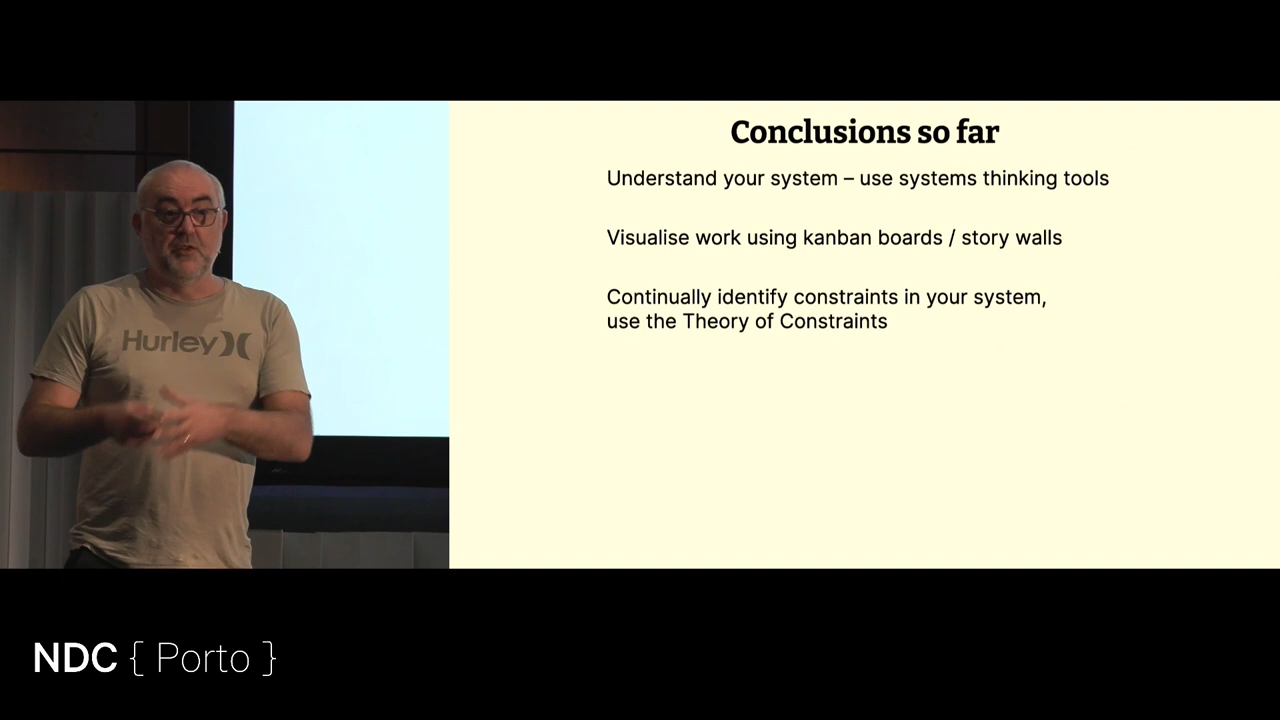 Conclusions so far
Understand your system – use systems thinking tools
Visualise work using kanban boards / story walls
Continually identify constraints in your system,
use the Theory of Constraints
Hurley
NDC { Porto }